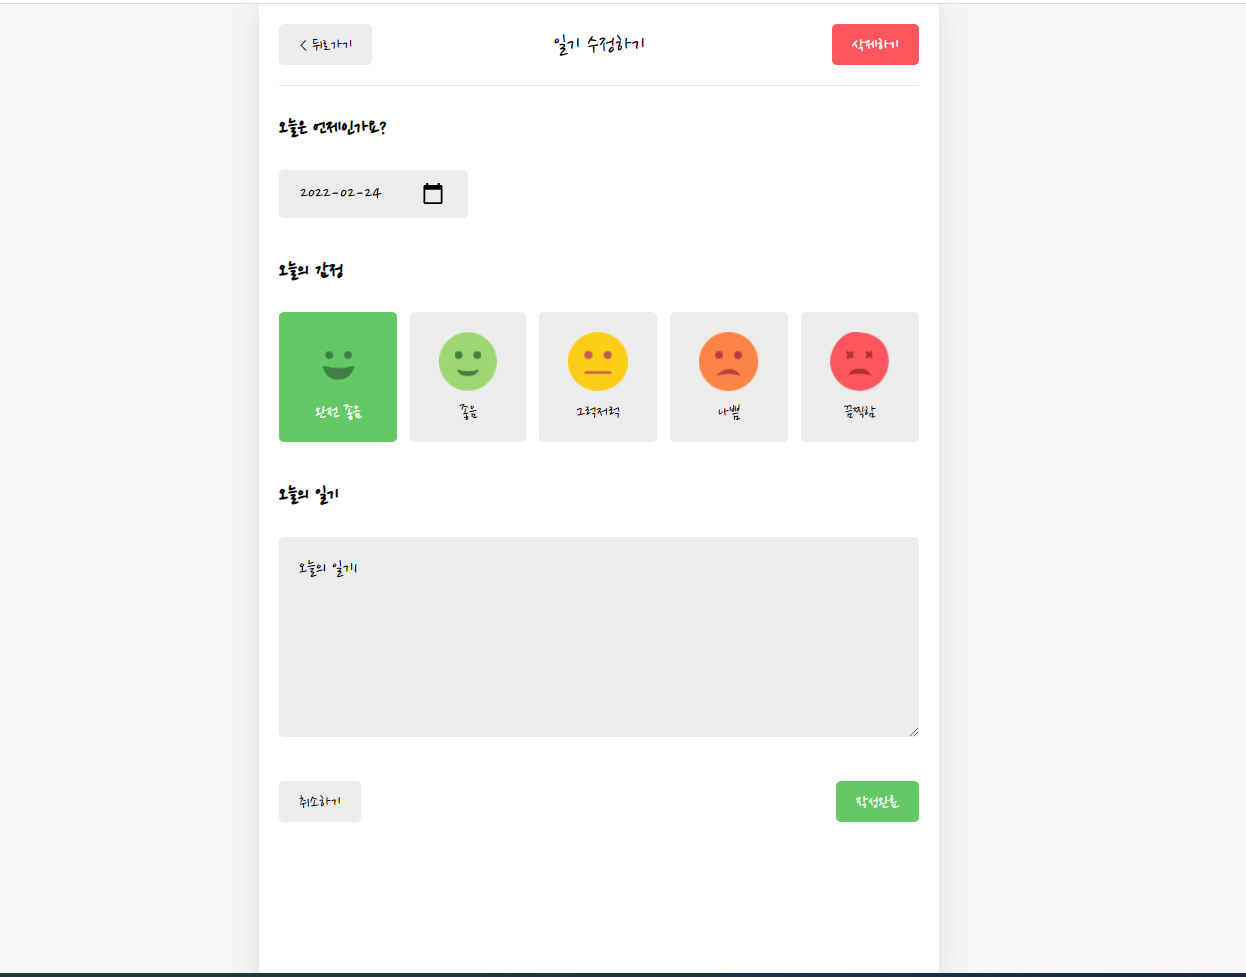 < 뒤로가기
일기 수정하기
삭제하기
오늘은 언제인가요?
2022-02-24
오늘의 감정
완전 좋음
좋음
그럭저럭
나쁨
끔찍함
오늘의 일기
오늘의 일기
취소하기
작성완료